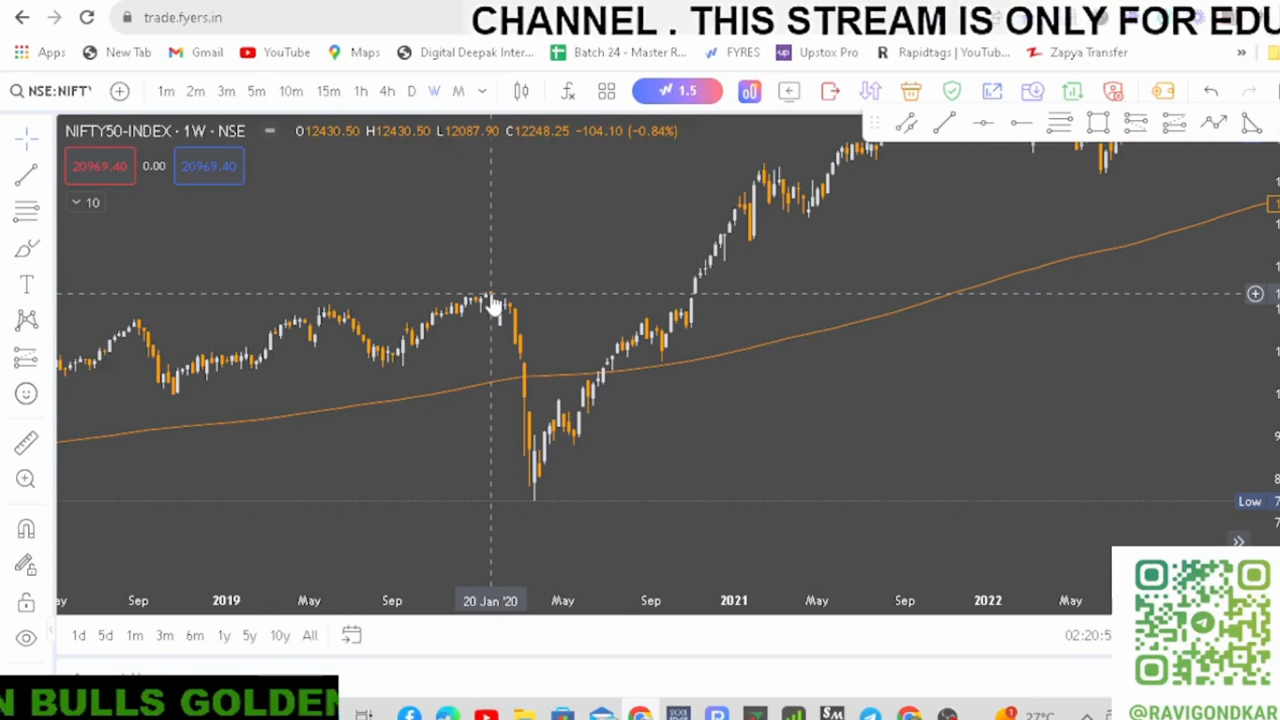 CHANNEL . THIS STREAM IS ONLY FOR EDU
trade.fyers.in
Apps New Tab Gmail YouTube Maps Digital Deepak Inter... Batch 24 - Master R... FYRES Upstox Pro Rapidtags | YouTub... Zapya Transfer »
NSE:NIFTY 1m 2m 3m 5m 10m 15m 1h 4h D W M 1.5
NIFTY50-INDEX · 1W · NSE O12430.50 H12430.50 L12087.90 C12248.25 −104.10 (−0.84%)
20969.40 0.00 20969.40
10
Low 7
Sep 2019 May Sep 20 Jan '20 May Sep 2021 May Sep 2022 May
1d 5d 1m 3m 6m 1y 5y 10y All 02:20:5
N BULLS GOLDEN
27°C
@RAVIGONDKAR